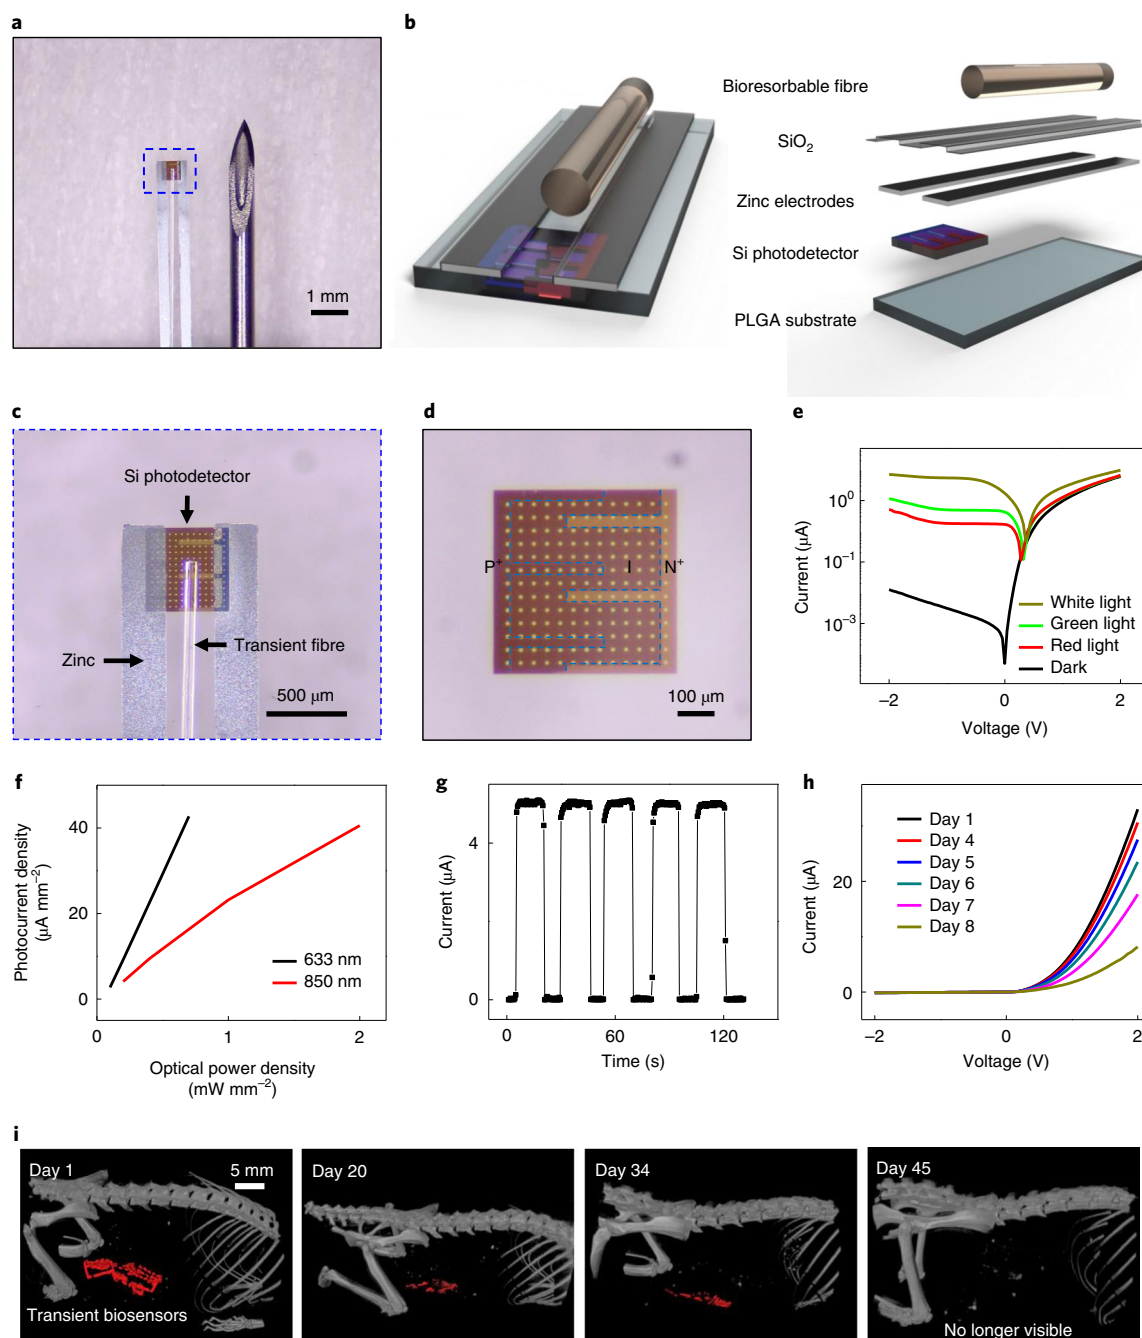 a
1 mm
b
Bioresorbable fibre
SiO₂
Zinc electrodes
Si photodetector
PLGA substrate
c
Si photodetector
Zinc
Transient fibre
500 μm
d
P⁺
I
N⁺
100 μm
e
Current (μA)
10⁰
10⁻¹
10⁻³
White light
Green light
Red light
Dark
–2
0
2
Voltage (V)
f
Photocurrent density
(μA mm⁻²)
40
20
0
633 nm
850 nm
0
1
2
Optical power density
(mW mm⁻²)
g
Current (μA)
4
0
0
60
120
Time (s)
h
Current (μA)
20
0
Day 1
Day 4
Day 5
Day 6
Day 7
Day 8
–2
0
2
Voltage (V)
i
Day 1
5 mm
Transient biosensors
Day 20
Day 34
Day 45
No longer visible